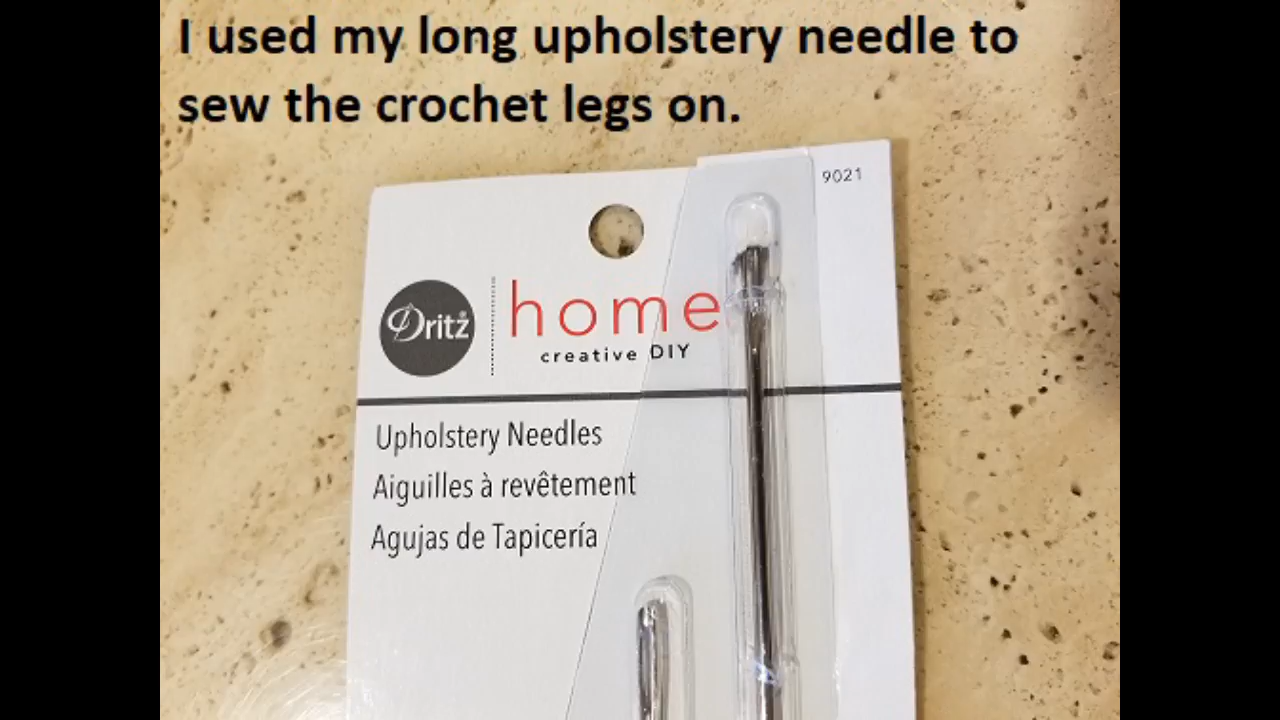 I used my long upholstery needle to
sew the crochet legs on.
9021
Dritz®
home
creative DIY
Upholstery Needles
Aiguilles à revêtement
Agujas de Tapicería